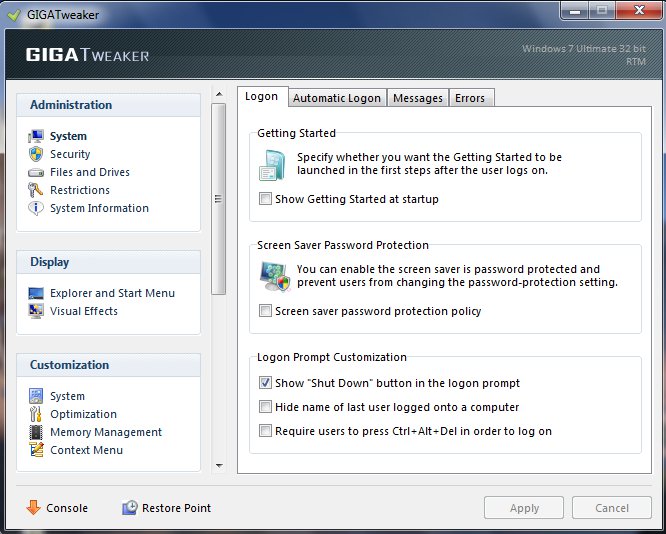 GIGATweaker
GIGATWEAKER
Windows 7 Ultimate 32 bit
RTM
Administration
System
Security
Files and Drives
Restrictions
System Information
Display
Explorer and Start Menu
Visual Effects
Customization
System
Optimization
Memory Management
Context Menu
Logon
Automatic Logon
Messages
Errors
Getting Started
Specify whether you want the Getting Started to be
launched in the first steps after the user logs on.
Show Getting Started at startup
Screen Saver Password Protection
You can enable the screen saver is password protected and
prevent users from changing the password-protection setting.
Screen saver password protection policy
Logon Prompt Customization
Show "Shut Down" button in the logon prompt
Hide name of last user logged onto a computer
Require users to press Ctrl+Alt+Del in order to log on
Console
Restore Point
Apply
Cancel